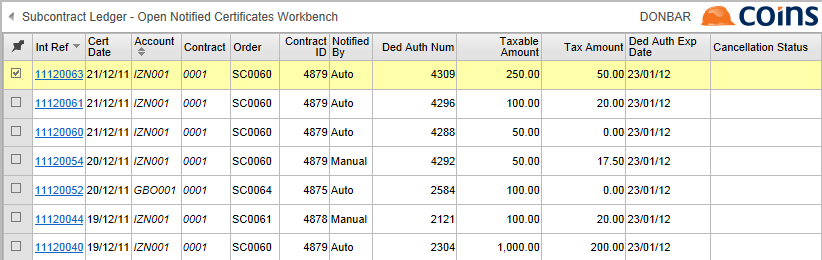 Subcontract Ledger - Open Notified Certificates Workbench DONBAR coins
Int Ref Cert Date Account Contract Order Contract ID Notified By Ded Auth Num Taxable Amount Tax Amount Ded Auth Exp Date Cancellation Status
11120063 21/12/11 IZN001 0001 SC0060 4879 Auto 4309 250.00 50.00 23/01/12
11120061 21/12/11 IZN001 0001 SC0060 4879 Auto 4296 100.00 20.00 23/01/12
11120060 21/12/11 IZN001 0001 SC0060 4879 Auto 4288 50.00 0.00 23/01/12
11120054 20/12/11 IZN001 0001 SC0060 4879 Manual 4292 50.00 17.50 23/01/12
11120052 20/12/11 GBO001 0001 SC0064 4875 Auto 2584 100.00 0.00 23/01/12
11120044 19/12/11 IZN001 0001 SC0061 4878 Manual 2121 100.00 20.00 23/01/12
11120040 19/12/11 IZN001 0001 SC0060 4879 Auto 2304 1,000.00 200.00 23/01/12